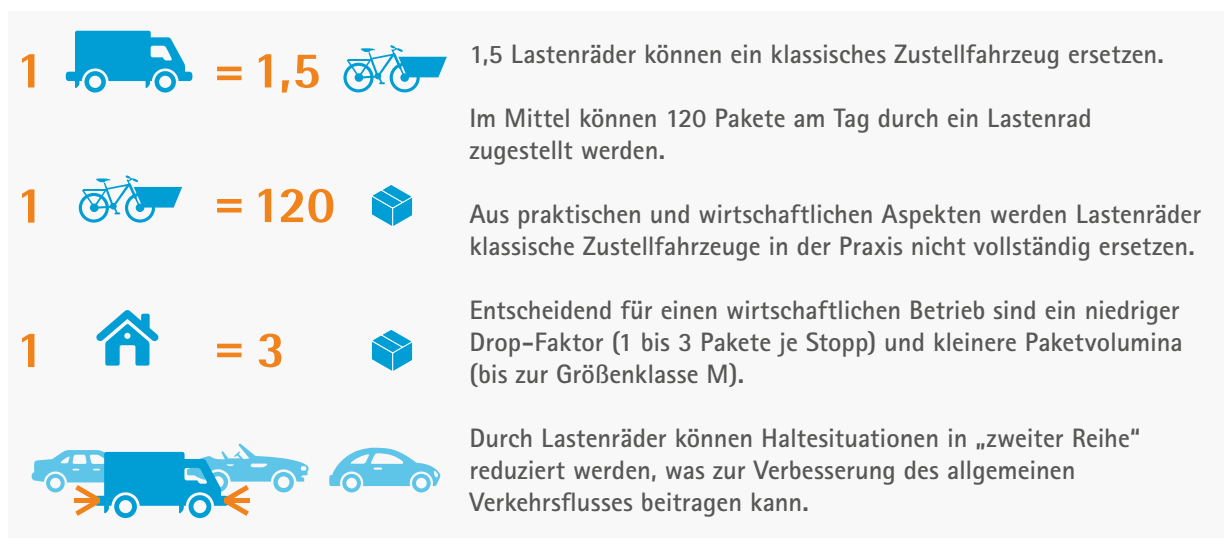 1 = 1,5
1,5 Lastenräder können ein klassisches Zustellfahrzeug ersetzen.
Im Mittel können 120 Pakete am Tag durch ein Lastenrad
zugestellt werden.
1 = 120
Aus praktischen und wirtschaftlichen Aspekten werden Lastenräder
klassische Zustellfahrzeuge in der Praxis nicht vollständig ersetzen.
1 = 3
Entscheidend für einen wirtschaftlichen Betrieb sind ein niedriger
Drop-Faktor (1 bis 3 Pakete je Stopp) und kleinere Paketvolumina
(bis zur Größenklasse M).
Durch Lastenräder können Haltesituationen in „zweiter Reihe“
reduziert werden, was zur Verbesserung des allgemeinen
Verkehrsflusses beitragen kann.